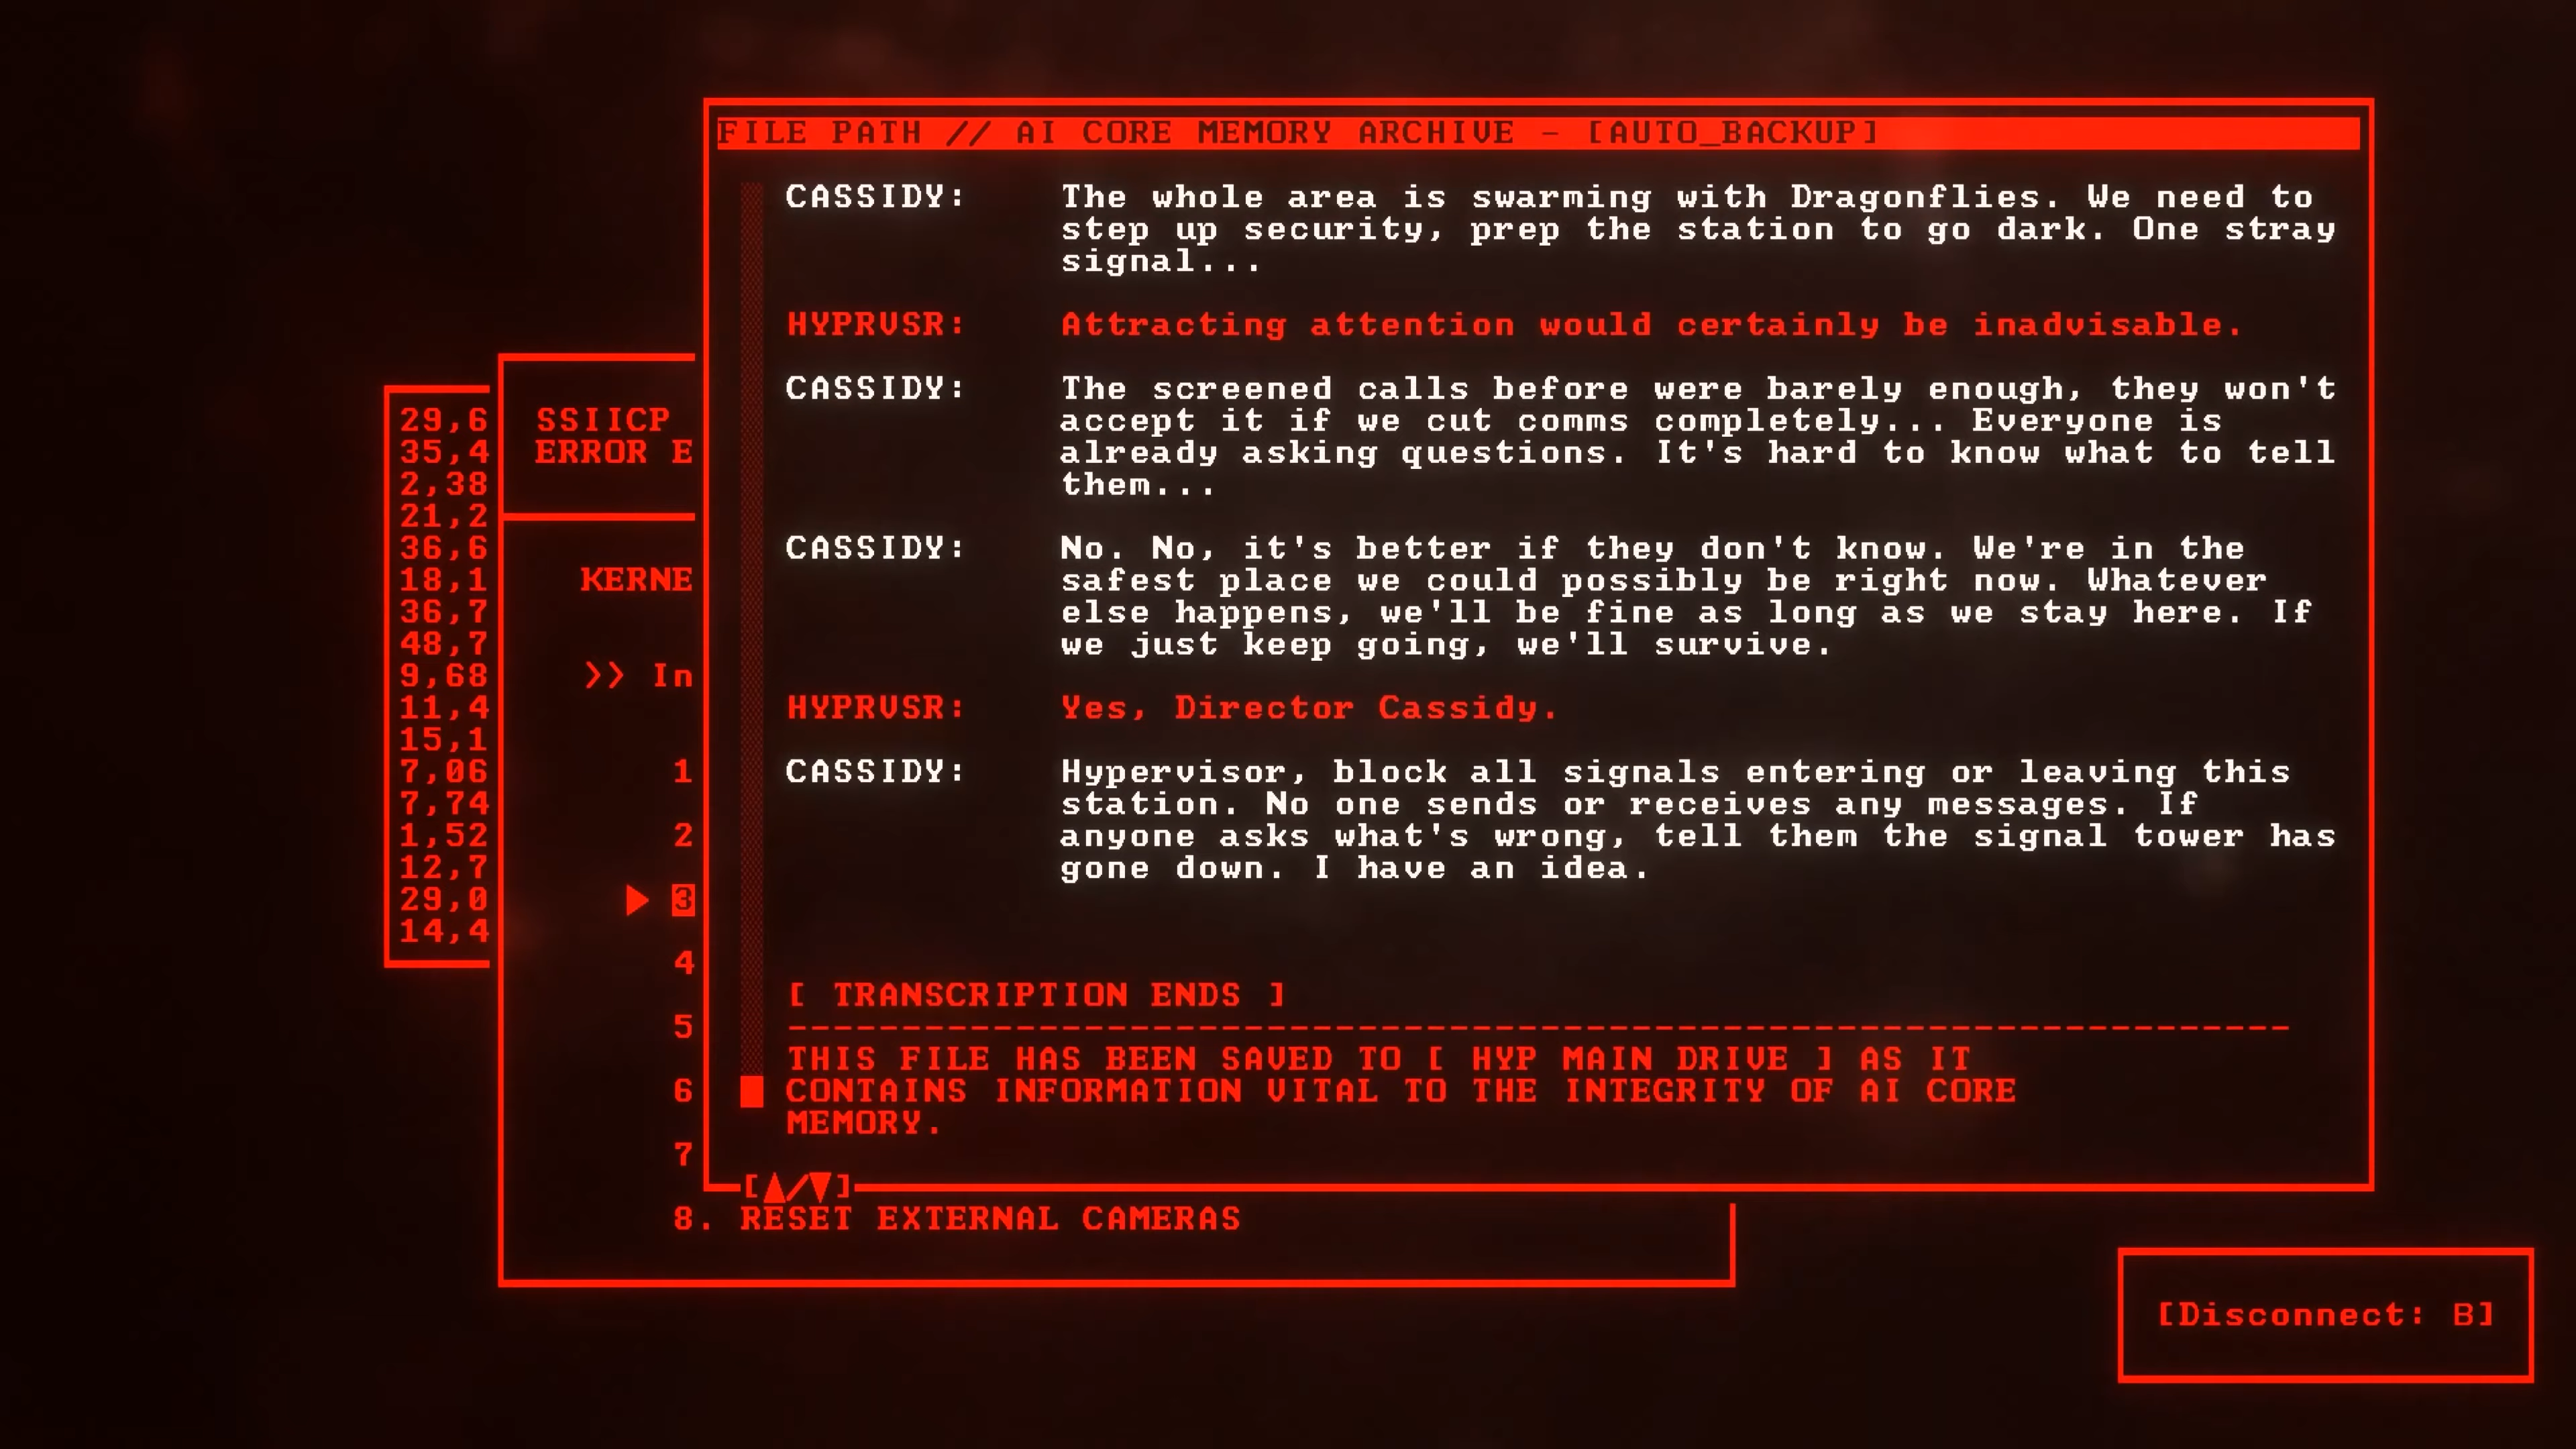 FILE PATH // AI CORE MEMORY ARCHIVE - [AUTO_BACKUP]
CASSIDY: The whole area is swarming with Dragonflies. We need to
step up security, prep the station to go dark. One stray
signal...
HYPRVSR: Attracting attention would certainly be inadvisable.
CASSIDY: The screened calls before were barely enough, they won't
accept it if we cut comms completely... Everyone is
already asking questions. It's hard to know what to tell
them...
CASSIDY: No. No, it's better if they don't know. We're in the
safest place we could possibly be right now. Whatever
else happens, we'll be fine as long as we stay here. If
we just keep going, we'll survive.
HYPRVSR: Yes, Director Cassidy.
CASSIDY: Hypervisor, block all signals entering or leaving this
station. No one sends or receives any messages. If
anyone asks what's wrong, tell them the signal tower has
gone down. I have an idea.
[ TRANSCRIPTION ENDS ]
THIS FILE HAS BEEN SAVED TO [ HYP MAIN DRIVE ] AS IT
CONTAINS INFORMATION VITAL TO THE INTEGRITY OF AI CORE
MEMORY.
[▲/▼]
29,6
35,4
2,38
21,2
36,6
18,1
36,7
48,7
9,68
11,4
15,1
7,06
7,74
1,52
12,7
29,0
14,4
SSIICP
ERROR E
KERNE
>> In
1
2
▶ 3
4
5
6
7
8. RESET EXTERNAL CAMERAS
[Disconnect: B]